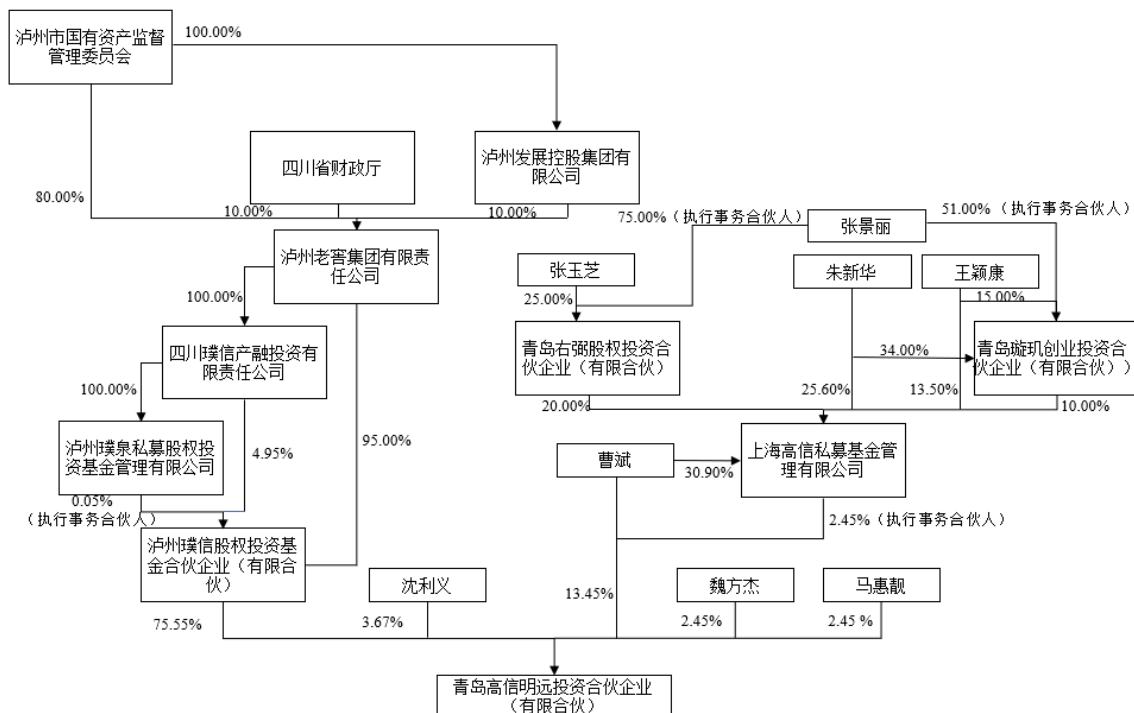 泸州市国有资产监督
管理委员会
100.00%
四川省财政厅
泸州发展控股集团有
限公司
80.00%
10.00%
10.00%
75.00%（执行事务合伙人）
51.00%（执行事务合伙人）
张景丽
泸州老窖集团有限责
任公司
张玉芝
朱新华
王颖康
100.00%
25.00%
15.00%
四川璞信产融投资有
限责任公司
青岛右弼股权投资合
伙企业（有限合伙）
34.00%
青岛璇玑创业投资合
伙企业（有限合伙））
100.00%
20.00%
25.60%
13.50%
10.00%
泸州璞泉私募股权投
资基金管理有限公司
4.95%
95.00%
曹斌
30.90%
上海高信私募基金管
理有限公司
0.05%
（执行事务合伙人）
2.45%（执行事务合伙人）
泸州璞信股权投资基
金合伙企业（有限合
伙）
沈利义
13.45%
魏方杰
马惠靓
75.55%
3.67%
2.45%
2.45 %
青岛高信明远投资合伙企业
（有限合伙）